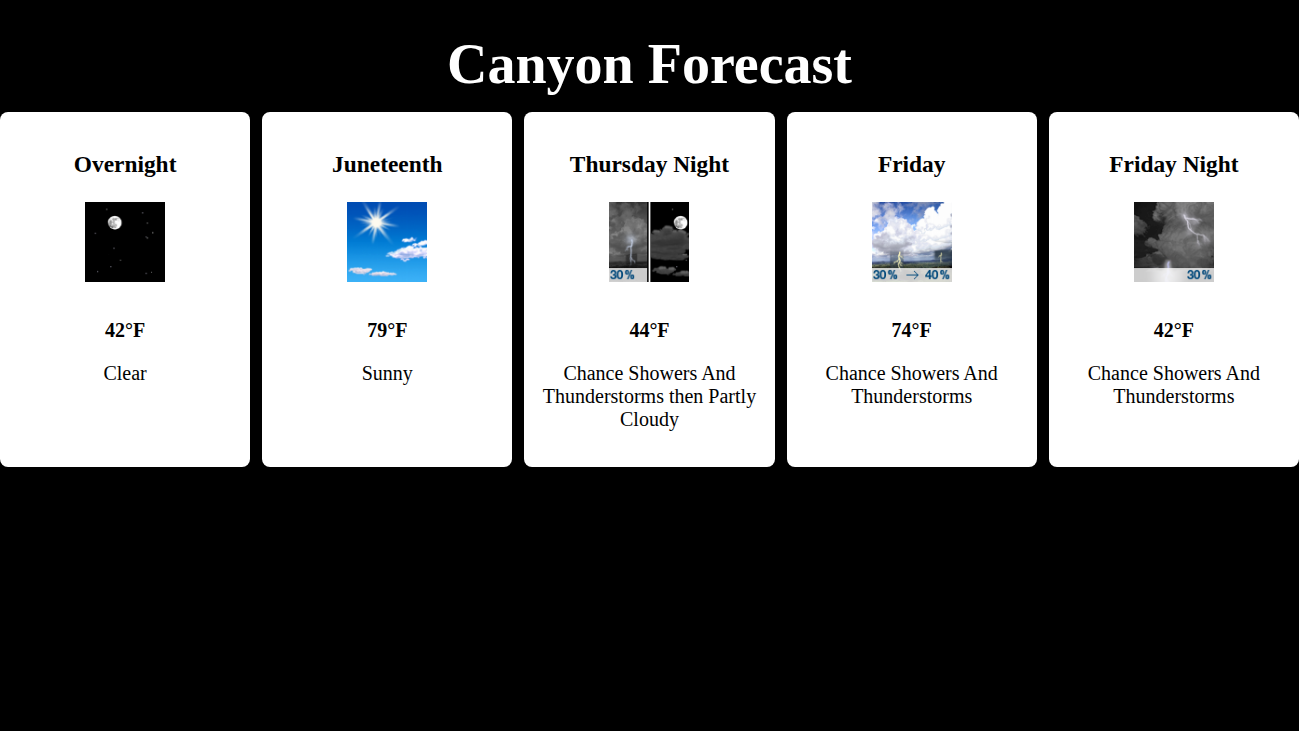 Canyon Forecast
Overnight
42°F
Clear
Juneteenth
79°F
Sunny
Thursday Night
30%
44°F
Chance Showers And
Thunderstorms then Partly
Cloudy
Friday
30% → 40%
74°F
Chance Showers And
Thunderstorms
Friday Night
30%
42°F
Chance Showers And
Thunderstorms